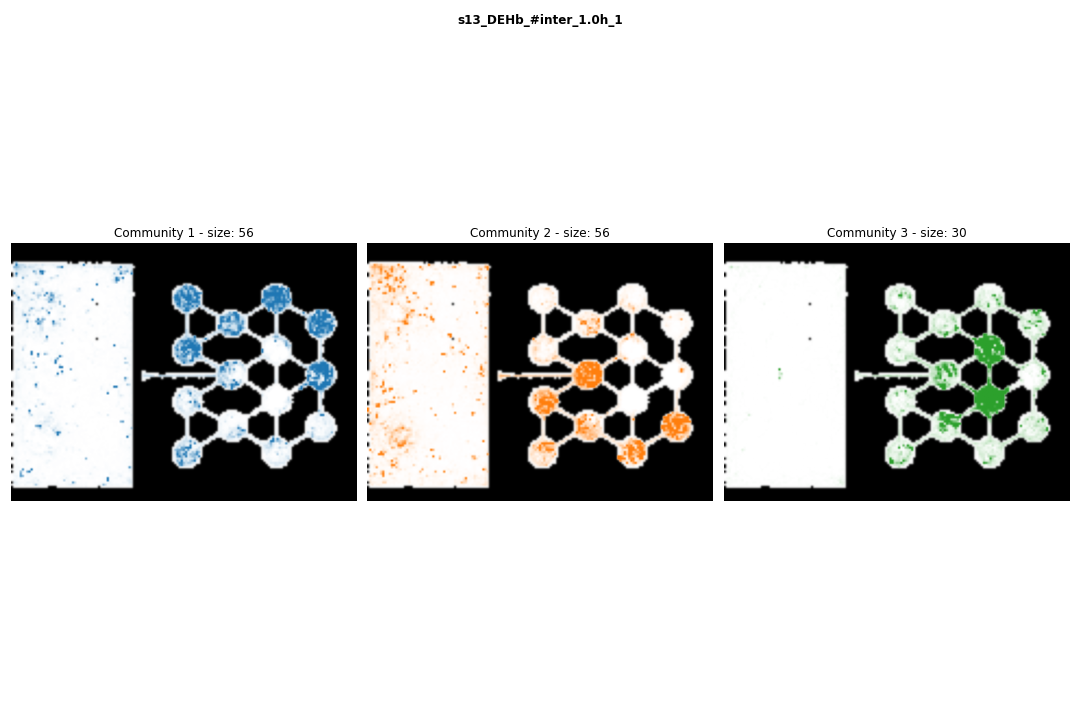 s13_DEHb_#inter_1.0h_1
Community 1 - size: 56
Community 2 - size: 56
Community 3 - size: 30